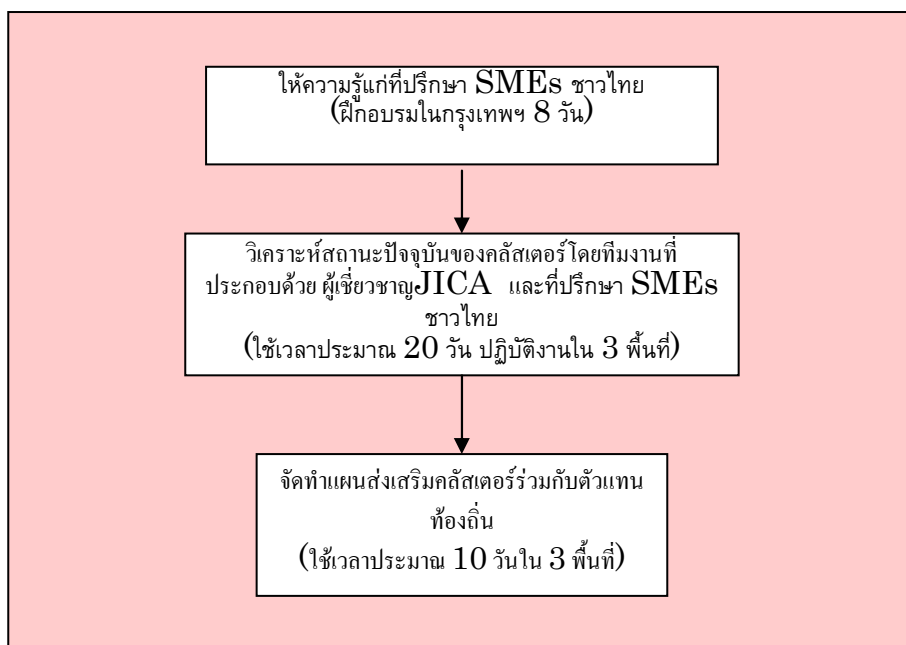 ให้ความรู้แก่ที่ปรึกษา SMEs ชาวไทย
(ฝึกอบรมในกรุงเทพฯ 8 วัน)
วิเคราะห์สถานะปัจจุบันของคลัสเตอร์โดยทีมงานที่
ประกอบด้วย ผู้เชี่ยวชาญJICA และที่ปรึกษา SMEs
ชาวไทย
(ใช้เวลาประมาณ 20 วัน ปฏิบัติงานใน 3 พื้นที่)
จัดทำแผนส่งเสริมคลัสเตอร์ร่วมกับตัวแทน
ท้องถิ่น
(ใช้เวลาประมาณ 10 วันใน 3 พื้นที่)